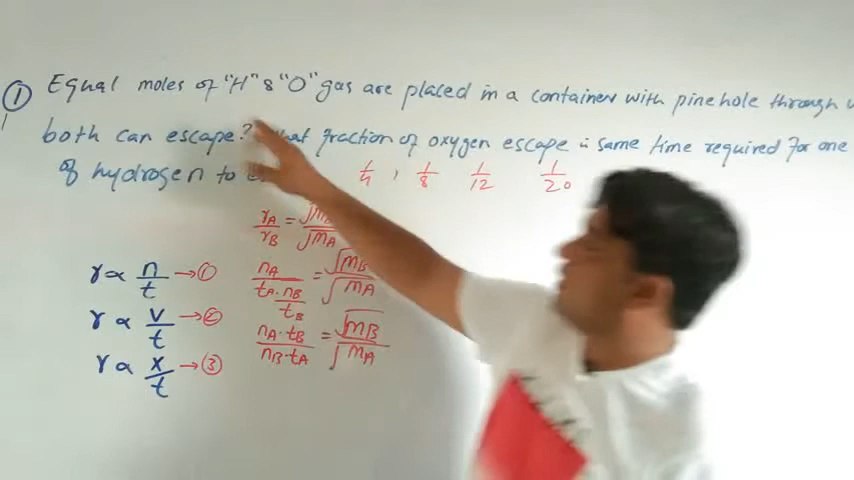 ① Equal moles of "H" & "O" gas are placed in a container with pinehole through
both can escape? What fraction of oxygen escape is same time required for one
of hydrogen to
1/4 , 1/8 1/12 1/20
rA/rB = √MB/√MA
r ∝ n/t → ①
nA/tA · nB/tB = √MB/√MA
r ∝ v/t → ②
nA · tB / nB · tA = √MB/√MA
r ∝ x/t → ③